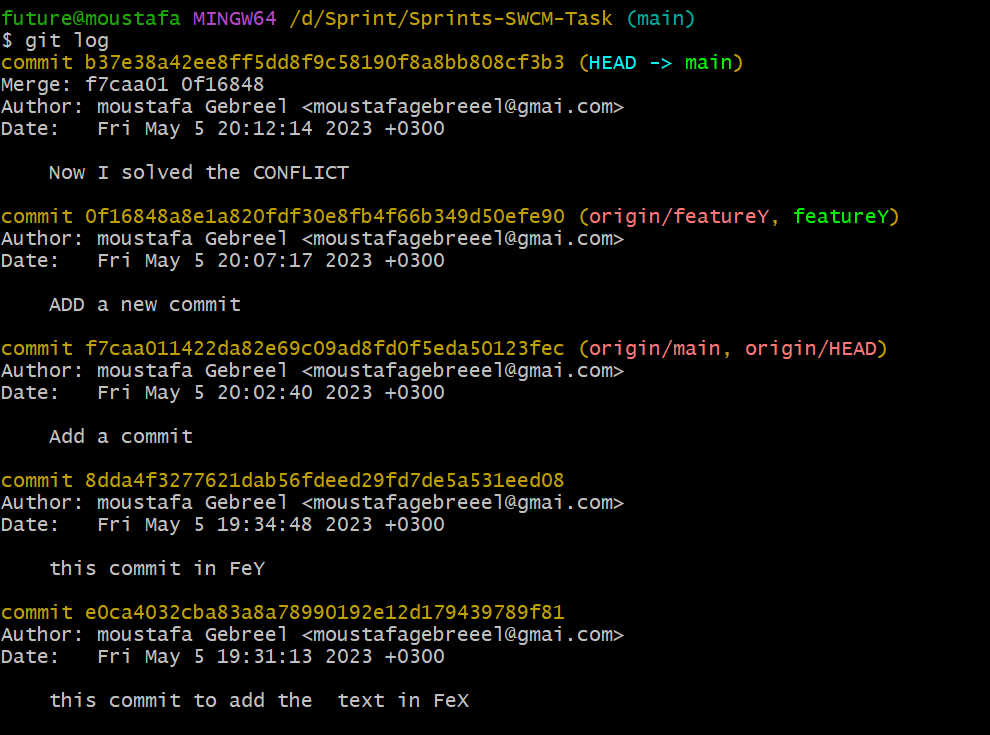 future@moustafa MINGW64 /d/Sprint/Sprints-SWCM-Task (main)
$ git log
commit b37e38a42ee8ff5dd8f9c58190f8a8bb808cf3b3 (HEAD -> main)
Merge: f7caa01 0f16848
Author: moustafa Gebreel <moustafagebreeel@gmai.com>
Date:   Fri May 5 20:12:14 2023 +0300
    Now I solved the CONFLICT
commit 0f16848a8e1a820fdf30e8fb4f66b349d50efe90 (origin/featureY, featureY)
Author: moustafa Gebreel <moustafagebreeel@gmai.com>
Date:   Fri May 5 20:07:17 2023 +0300
    ADD a new commit
commit f7caa011422da82e69c09ad8fd0f5eda50123fec (origin/main, origin/HEAD)
Author: moustafa Gebreel <moustafagebreeel@gmai.com>
Date:   Fri May 5 20:02:40 2023 +0300
    Add a commit
commit 8dda4f3277621dab56fdeed29fd7de5a531eed08
Author: moustafa Gebreel <moustafagebreeel@gmai.com>
Date:   Fri May 5 19:34:48 2023 +0300
    this commit in FeY
commit e0ca4032cba83a8a78990192e12d179439789f81
Author: moustafa Gebreel <moustafagebreeel@gmai.com>
Date:   Fri May 5 19:31:13 2023 +0300
    this commit to add the  text in FeX